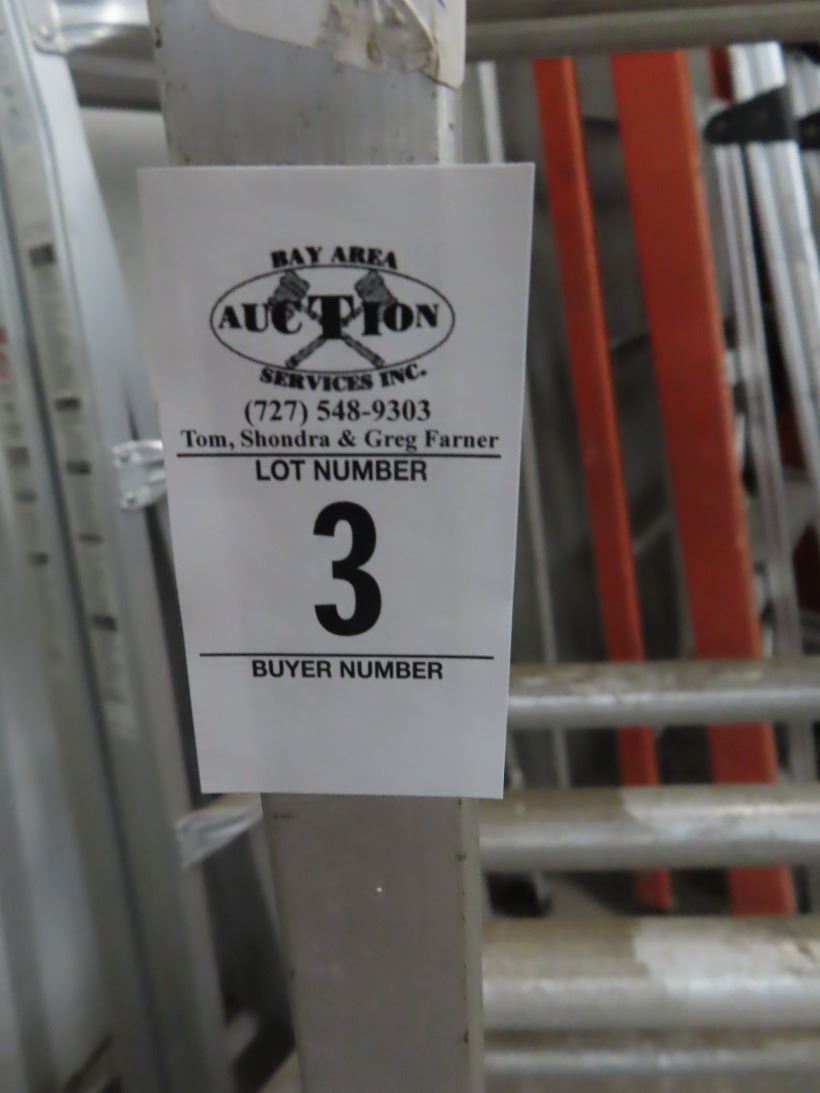 BAY AREA
AUCTION
SERVICES INC.
(727) 548-9303
Tom, Shondra & Greg Farner
LOT NUMBER
3
BUYER NUMBER